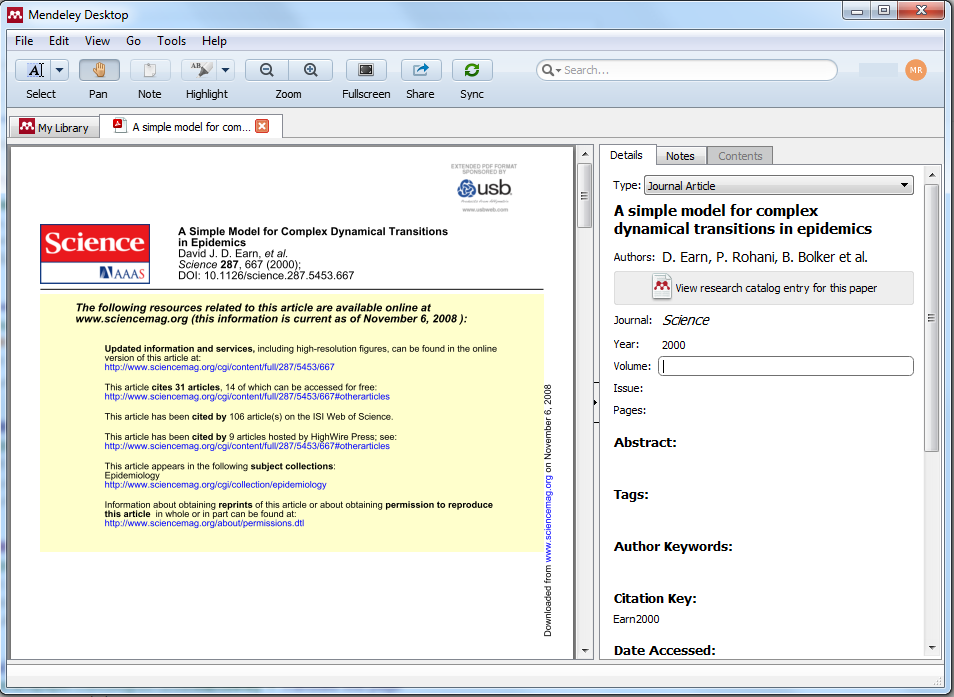 Mendeley Desktop
File Edit View Go Tools Help
Search...
MR
Select Pan Note Highlight Zoom Fullscreen Share Sync
My Library A simple model for com...
EXTENDED PDF FORMAT
SPONSORED BY
usb
www.usbweb.com
Science
AAAS
A Simple Model for Complex Dynamical Transitions
in Epidemics
David J. D. Earn, et al.
Science 287, 667 (2000);
DOI: 10.1126/science.287.5453.667
The following resources related to this article are available online at
www.sciencemag.org (this information is current as of November 6, 2008 ):
Updated information and services, including high-resolution figures, can be found in the online
version of this article at:
http://www.sciencemag.org/cgi/content/full/287/5453/667
This article cites 31 articles, 14 of which can be accessed for free:
http://www.sciencemag.org/cgi/content/full/287/5453/667#otherarticles
This article has been cited by 106 article(s) on the ISI Web of Science.
This article has been cited by 9 articles hosted by HighWire Press; see:
http://www.sciencemag.org/cgi/content/full/287/5453/667#otherarticles
This article appears in the following subject collections:
Epidemiology
http://www.sciencemag.org/cgi/collection/epidemiology
Information about obtaining reprints of this article or about obtaining permission to reproduce
this article in whole or in part can be found at:
http://www.sciencemag.org/about/permissions.dtl
Downloaded from www.sciencemag.org on November 6, 2008
Details Notes Contents
Type: Journal Article
A simple model for complex
dynamical transitions in epidemics
Authors: D. Earn, P. Rohani, B. Bolker et al.
View research catalog entry for this paper
Journal: Science
Year: 2000
Volume:
Issue:
Pages:
Abstract:
Tags:
Author Keywords:
Citation Key:
Earn2000
Date Accessed: